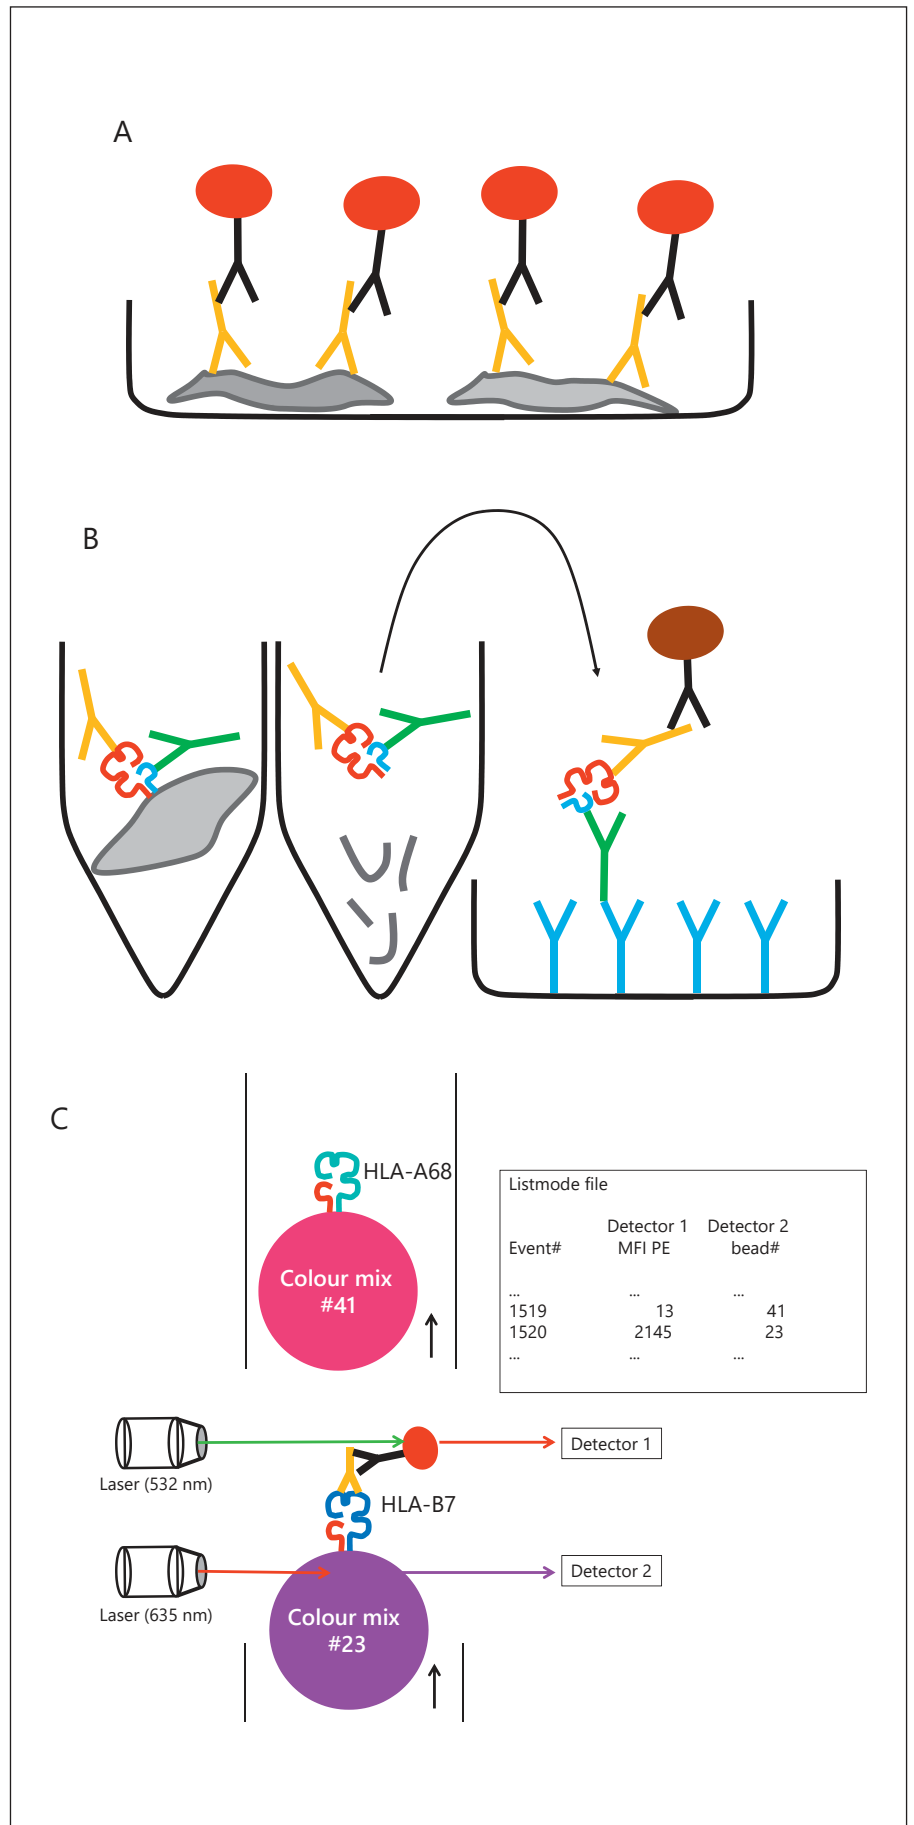 A
B
C
HLA-A68
Colour mix
#41
Listmode file
Detector 1 Detector 2
Event# MFI PE bead#
... ... ...
1519 13 41
1520 2145 23
... ... ...
Laser (532 nm)
Detector 1
HLA-B7
Laser (635 nm)
Detector 2
Colour mix
#23